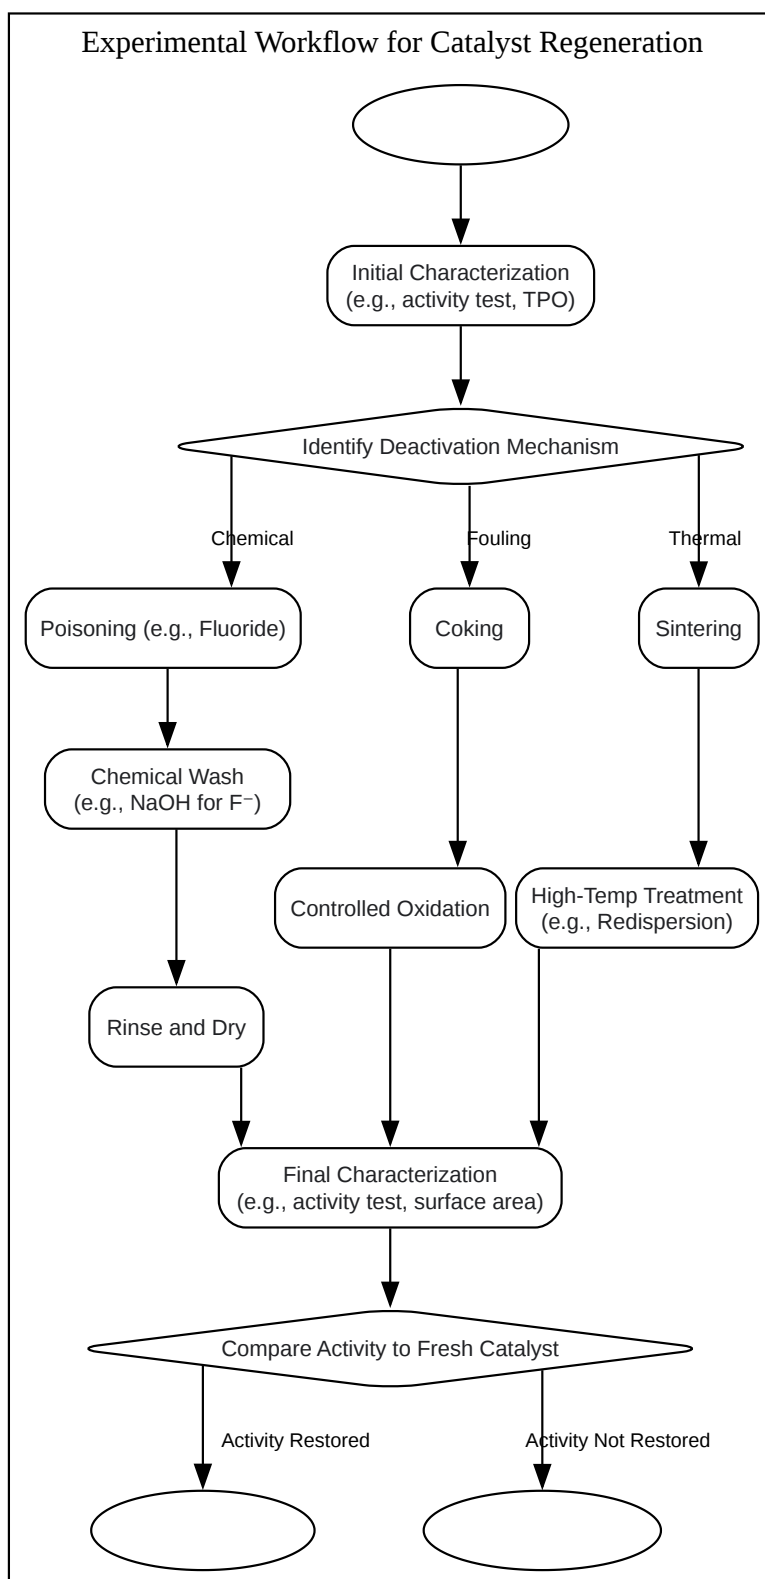 Experimental Workflow for Catalyst Regeneration
Initial Characterization
(e.g., activity test, TPO)
Identify Deactivation Mechanism
Chemical
Fouling
Thermal
Poisoning (e.g., Fluoride)
Coking
Sintering
Chemical Wash
(e.g., NaOH for F⁻)
Controlled Oxidation
High-Temp Treatment
(e.g., Redispersion)
Rinse and Dry
Final Characterization
(e.g., activity test, surface area)
Compare Activity to Fresh Catalyst
Activity Restored
Activity Not Restored